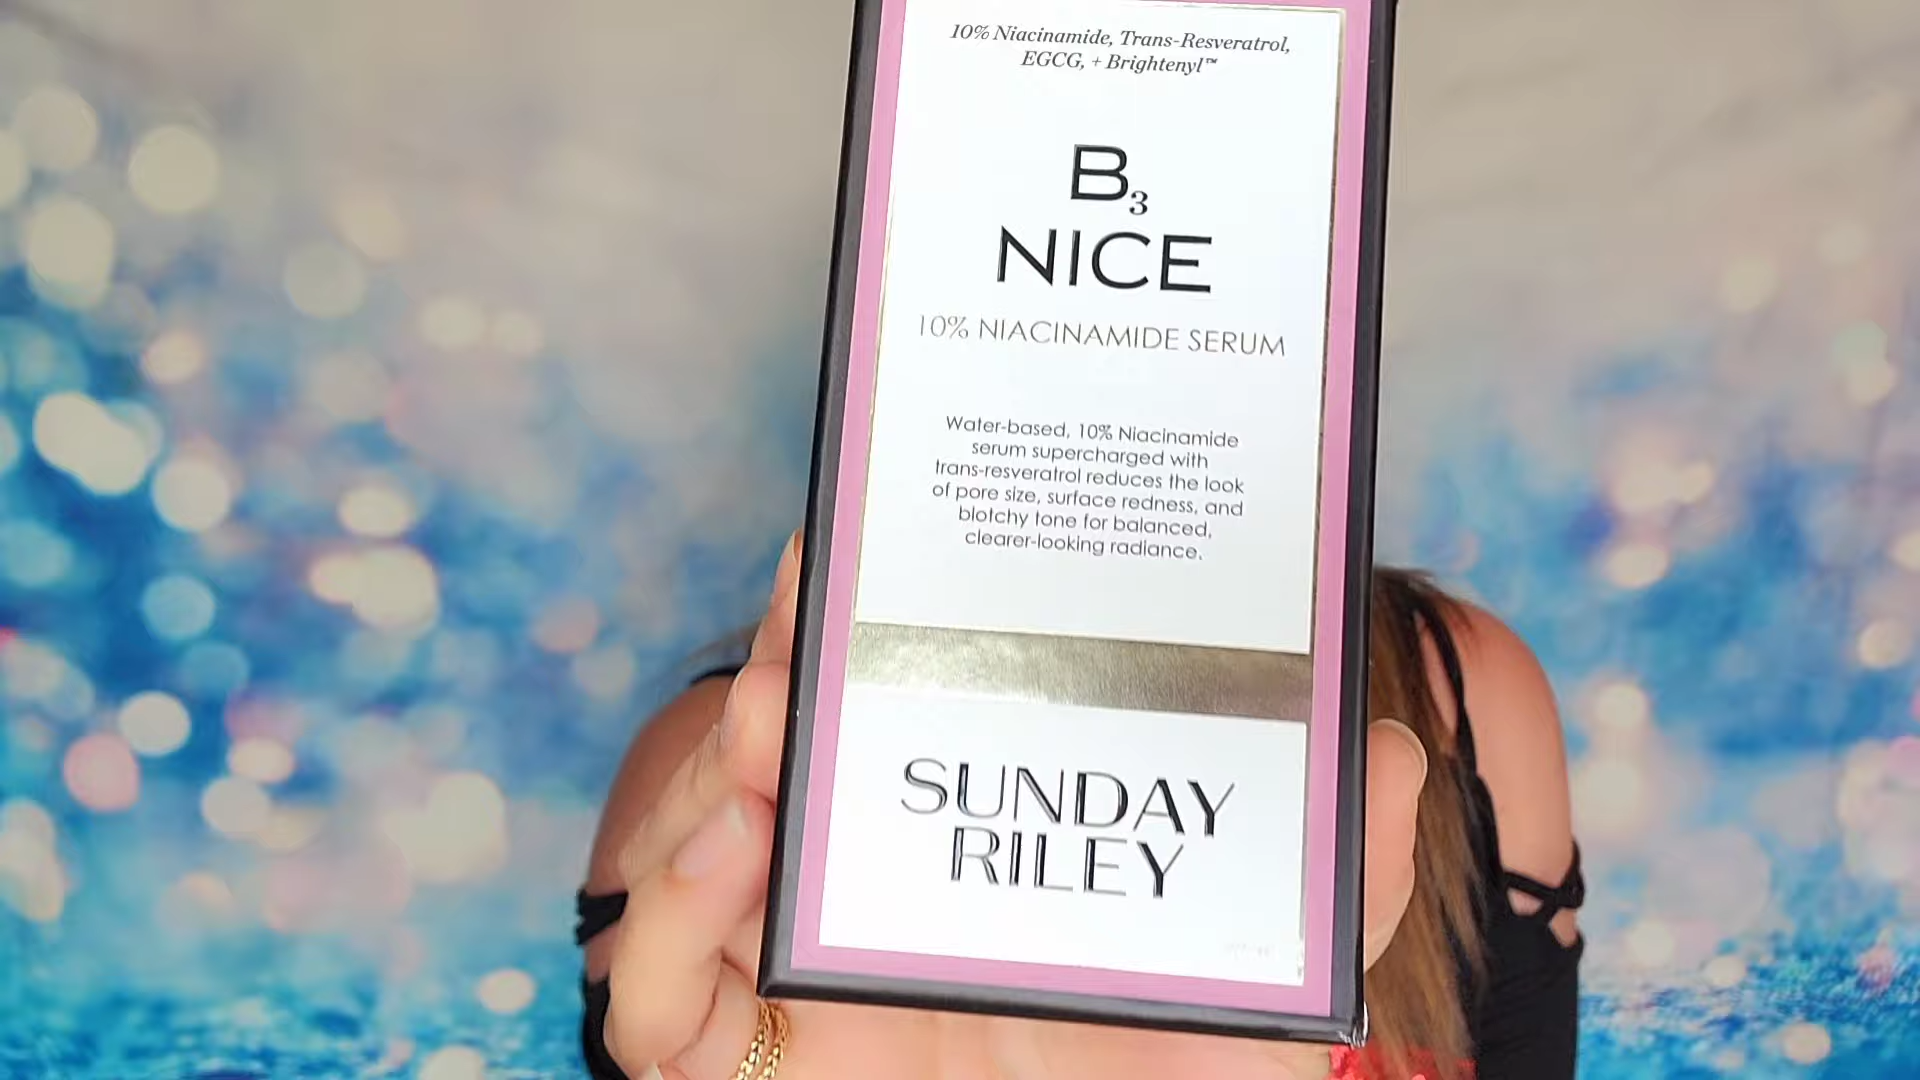 10% Niacinamide, Trans-Resveratrol,
EGCG, + Brightenyl™
B3
NICE
10% NIACINAMIDE SERUM
Water-based, 10% Niacinamide
serum supercharged with
trans-resveratrol reduces the look
of pore size, surface redness, and
blotchy tone for balanced,
clearer-looking radiance.
SUNDAY
RILEY